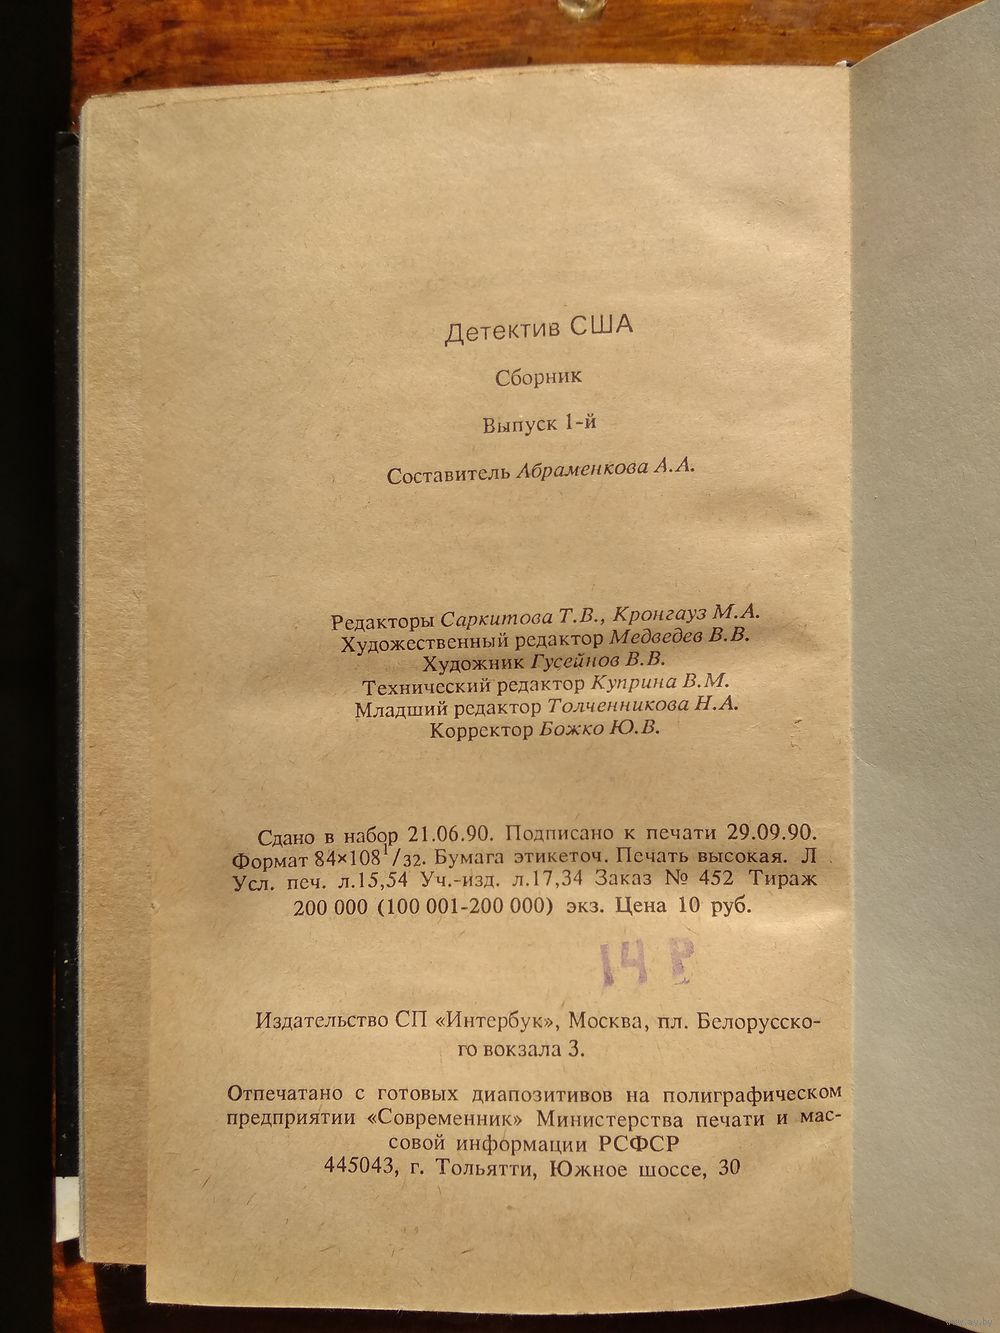 Детектив США
Сборник
Выпуск 1-й
Составитель Абраменкова А.А.
Редакторы Саркитова Т.В., Кронгауз М.А.
Художественный редактор Медведев В.В.
Художник Гусейнов В.В.
Технический редактор Куприна В.М.
Младший редактор Толченникова Н.А.
Корректор Божко Ю.В.
Сдано в набор 21.06.90. Подписано к печати 29.09.90.
Формат 84×108 1/32. Бумага этикеточ. Печать высокая. Л
Усл. печ. л.15,54 Уч.-изд. л.17,34 Заказ № 452 Тираж
200 000 (100 001-200 000) экз. Цена 10 руб.
14 Р
Издательство СП «Интербук», Москва, пл. Белорусско-
го вокзала 3.
Отпечатано с готовых диапозитивов на полиграфическом
предприятии «Современник» Министерства печати и мас-
совой информации РСФСР
445043, г. Тольятти, Южное шоссе, 30